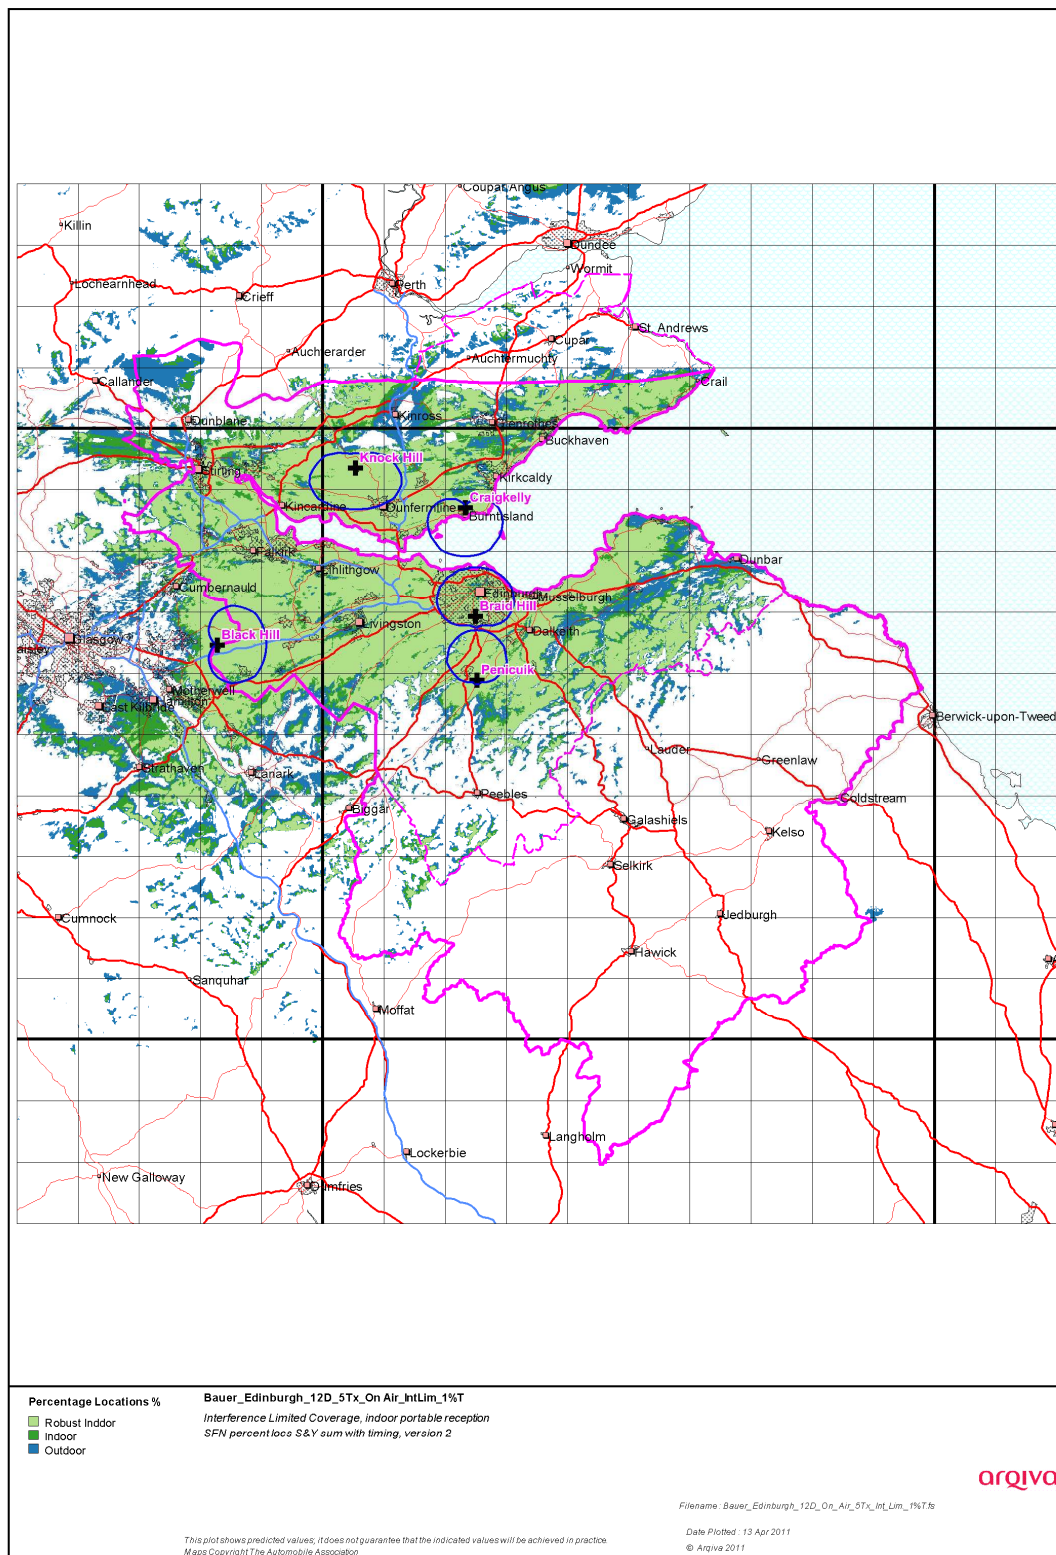 Coupar Angus
Killin
Dundee
Wormit
Lochearnhead
Perth
Crieff
St. Andrews
Cupar
Auchterarder
Auchtermuchty
Callander
Crail
Kinross
Dunblane
Buckhaven
Knock Hill
Stirling
Kirkcaldy
Craigkelly
Kincardine
Dunfermline
Burntisland
Falkirk
Linlithgow
Dunbar
Cumbernauld
Edinburgh
Musselburgh
Braid Hill
Livingston
Dalkeith
Black Hill
Glasgow
aisley
Penicuik
Motherwell
Hamilton
East Kilbride
Berwick-upon-Tweed
Lauder
Greenlaw
Strathaven
Lanark
Peebles
Coldstream
Biggar
Galashiels
Kelso
Selkirk
Cumnock
Jedburgh
Hawick
Sanquhar
Moffat
Langholm
Lockerbie
New Galloway
Dumfries
Percentage Locations %
Robust Inddor
Indoor
Outdoor
Bauer_Edinburgh_12D_5Tx_On Air_IntLim_1%T
Interference Limited Coverage, indoor portable reception
SFN percent locs S&Y sum with timing, version 2
arqiva
Filename: Bauer_Edinburgh_12D_On_Air_5Tx_Int_Lim_1%T.fs
Date Plotted : 13 Apr 2011
© Arqiva 2011
This plot shows predicted values; it does not guarantee that the indicated values will be achieved in practice.
Maps Copyright The Automobile Association